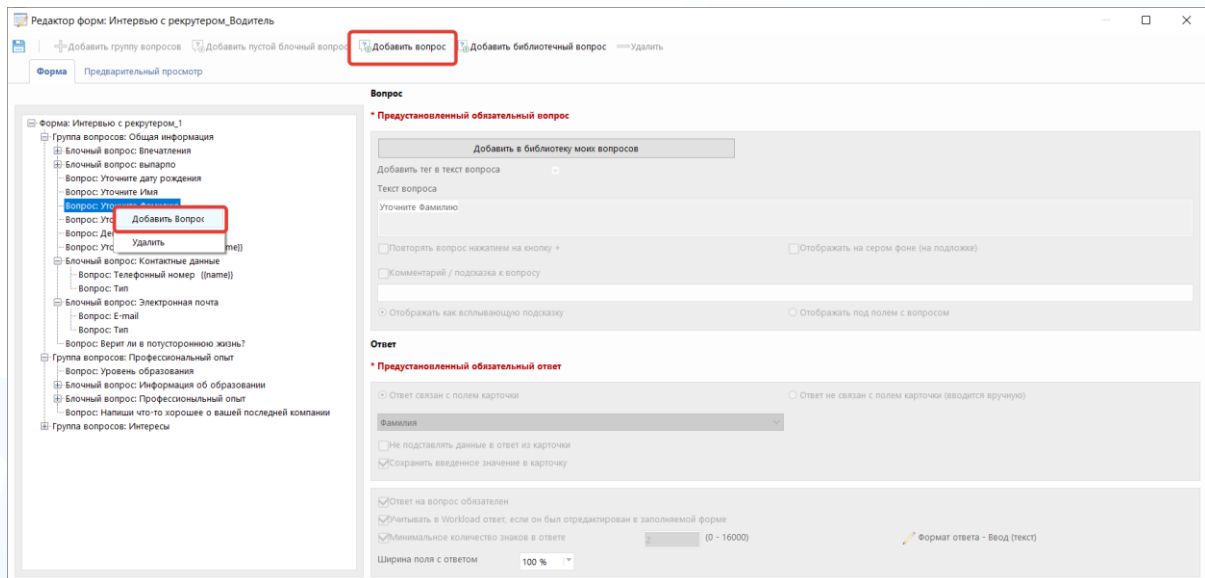 Редактор форм: Интервью с рекрутером_Водитель
Добавить группу вопросов Добавить пустой блочный вопрос Добавить вопрос Добавить библиотечный вопрос Удалить
Форма Предварительный просмотр
Форма: Интервью с рекрутером_1
Группа вопросов: Общая информация
Блочный вопрос: Впечатления
Блочный вопрос: выпарпо
Вопрос: Уточните дату рождения
Вопрос: Уточните Имя
Вопрос: Уточните Фамилию
Вопрос: Уто
Добавить Вопрос
Вопрос: Де
Удалить
Вопрос: Уто me}}
Блочный вопрос: Контактные данные
Вопрос: Телефонный номер {{name}}
Вопрос: Тип
Блочный вопрос: Электронная почта
Вопрос: E-mail
Вопрос: Тип
Вопрос: Верит ли в потустороннюю жизнь?
Группа вопросов: Профессиональный опыт
Вопрос: Уровень образования
Блочный вопрос: Информация об образовании
Блочный вопрос: Профессиональный опыт
Вопрос: Напиши что-то хорошее о вашей последней компании
Группа вопросов: Интересы
Вопрос
* Предустановленный обязательный вопрос
Добавить в библиотеку моих вопросов
Добавить тег в текст вопроса
Текст вопроса
Уточните Фамилию
Повторять вопрос нажатием на кнопку + Отображать на сером фоне (на подложке)
Комментарий / подсказка к вопросу
Отображать как всплывающую подсказку Отображать под полем с вопросом
Ответ
* Предустановленный обязательный ответ
Ответ связан с полем карточки Ответ не связан с полем карточки (вводится вручную)
Фамилия
Не подставлять данные в ответ из карточки
Сохранить введенное значение в карточку
Ответ на вопрос обязателен
Учитывать в Workload ответ, если он был отредактирован в заполняемой форме
Минимальное количество знаков в ответе 2 (0 - 16000) Формат ответа - Ввод (текст)
Ширина поля с ответом 100 %